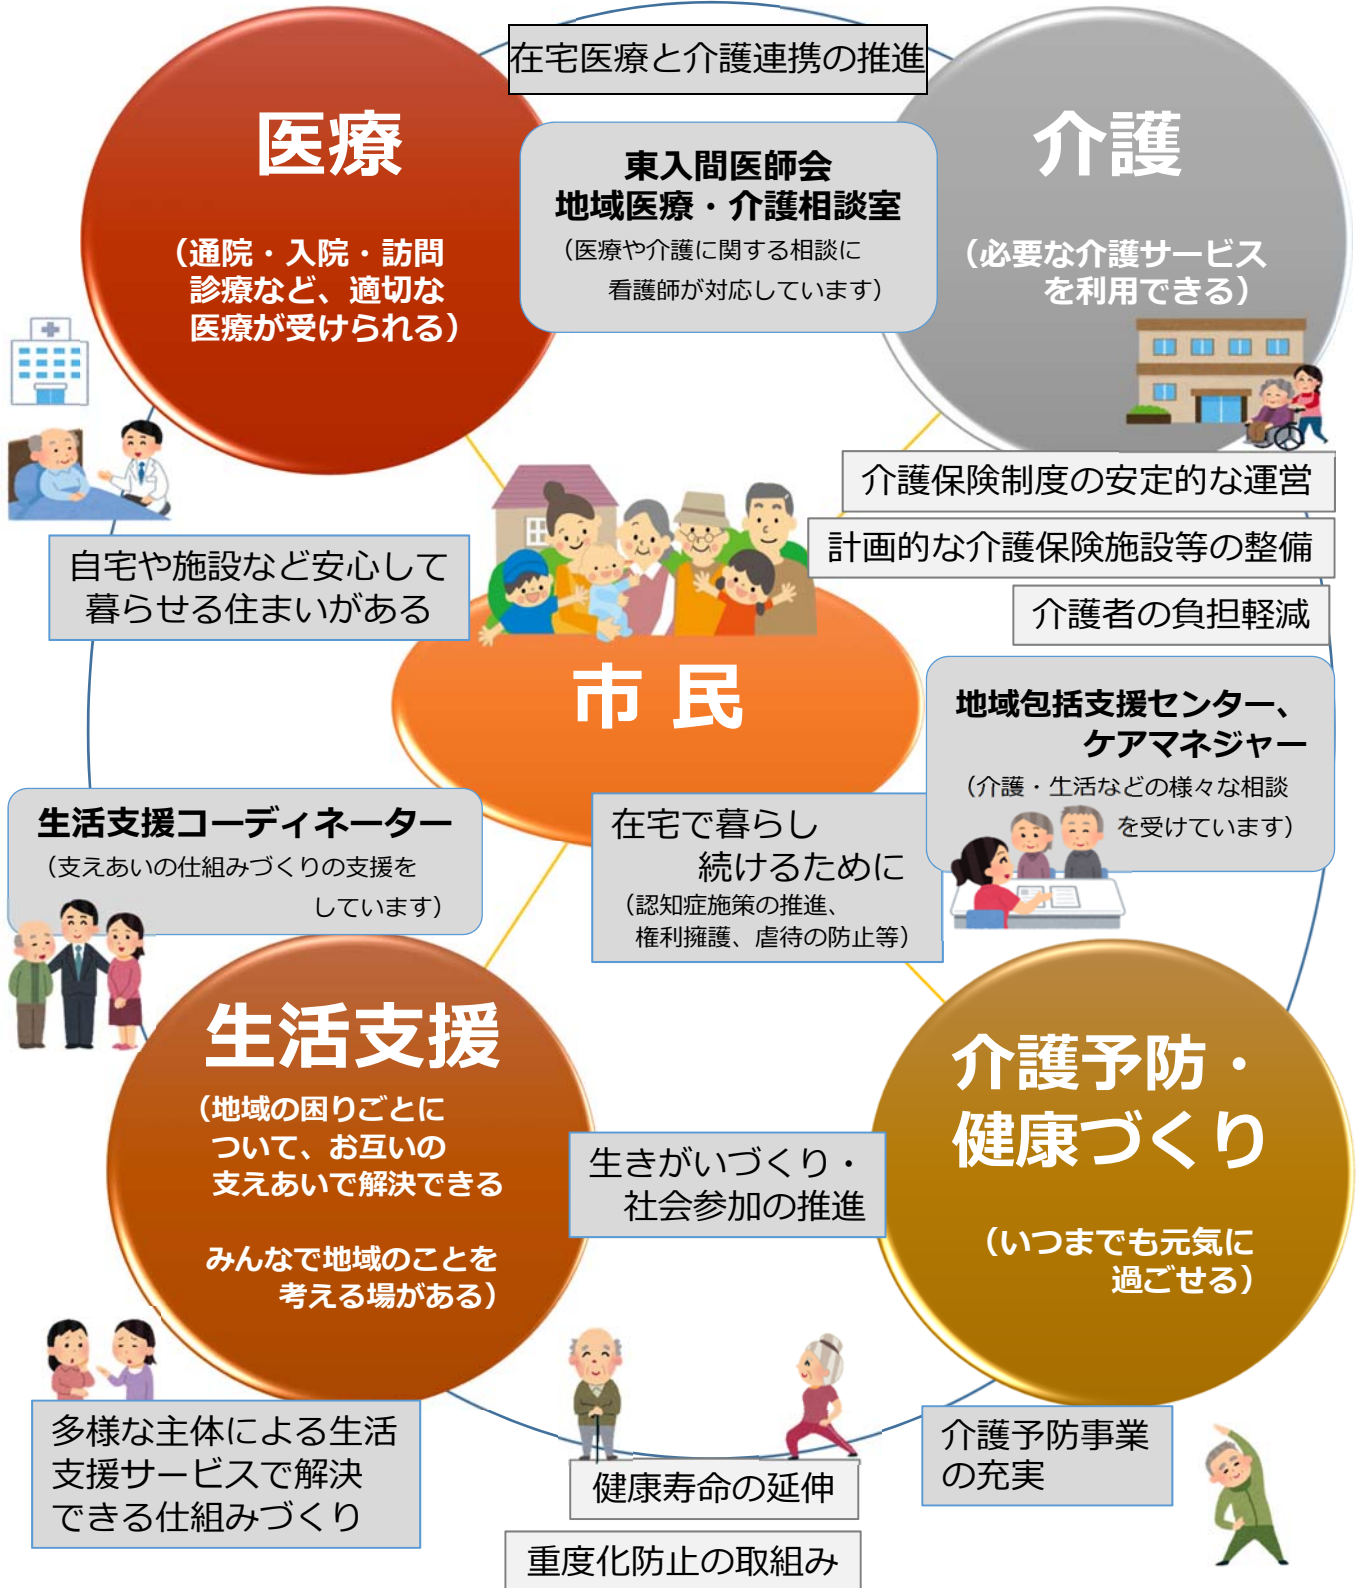 在宅医療と介護連携の推進
医療
（通院・入院・訪問
診療など、適切な
医療が受けられる）
東入間医師会
地域医療・介護相談室
（医療や介護に関する相談に
看護師が対応しています）
介護
（必要な介護サービス
を利用できる）
介護保険制度の安定的な運営
計画的な介護保険施設等の整備
介護者の負担軽減
自宅や施設など安心して
暮らせる住まいがある
市民
地域包括支援センター、
ケアマネジャー
（介護・生活などの様々な相談
を受けています）
生活支援コーディネーター
（支えあいの仕組みづくりの支援を
しています）
在宅で暮らし
続けるために
（認知症施策の推進、
権利擁護、虐待の防止等）
生活支援
（地域の困りごとに
ついて、お互いの
支えあいで解決できる
みんなで地域のことを
考える場がある）
生きがいづくり・
社会参加の推進
介護予防・
健康づくり
（いつまでも元気に
過ごせる）
多様な主体による生活
支援サービスで解決
できる仕組みづくり
健康寿命の延伸
重度化防止の取組み
介護予防事業
の充実